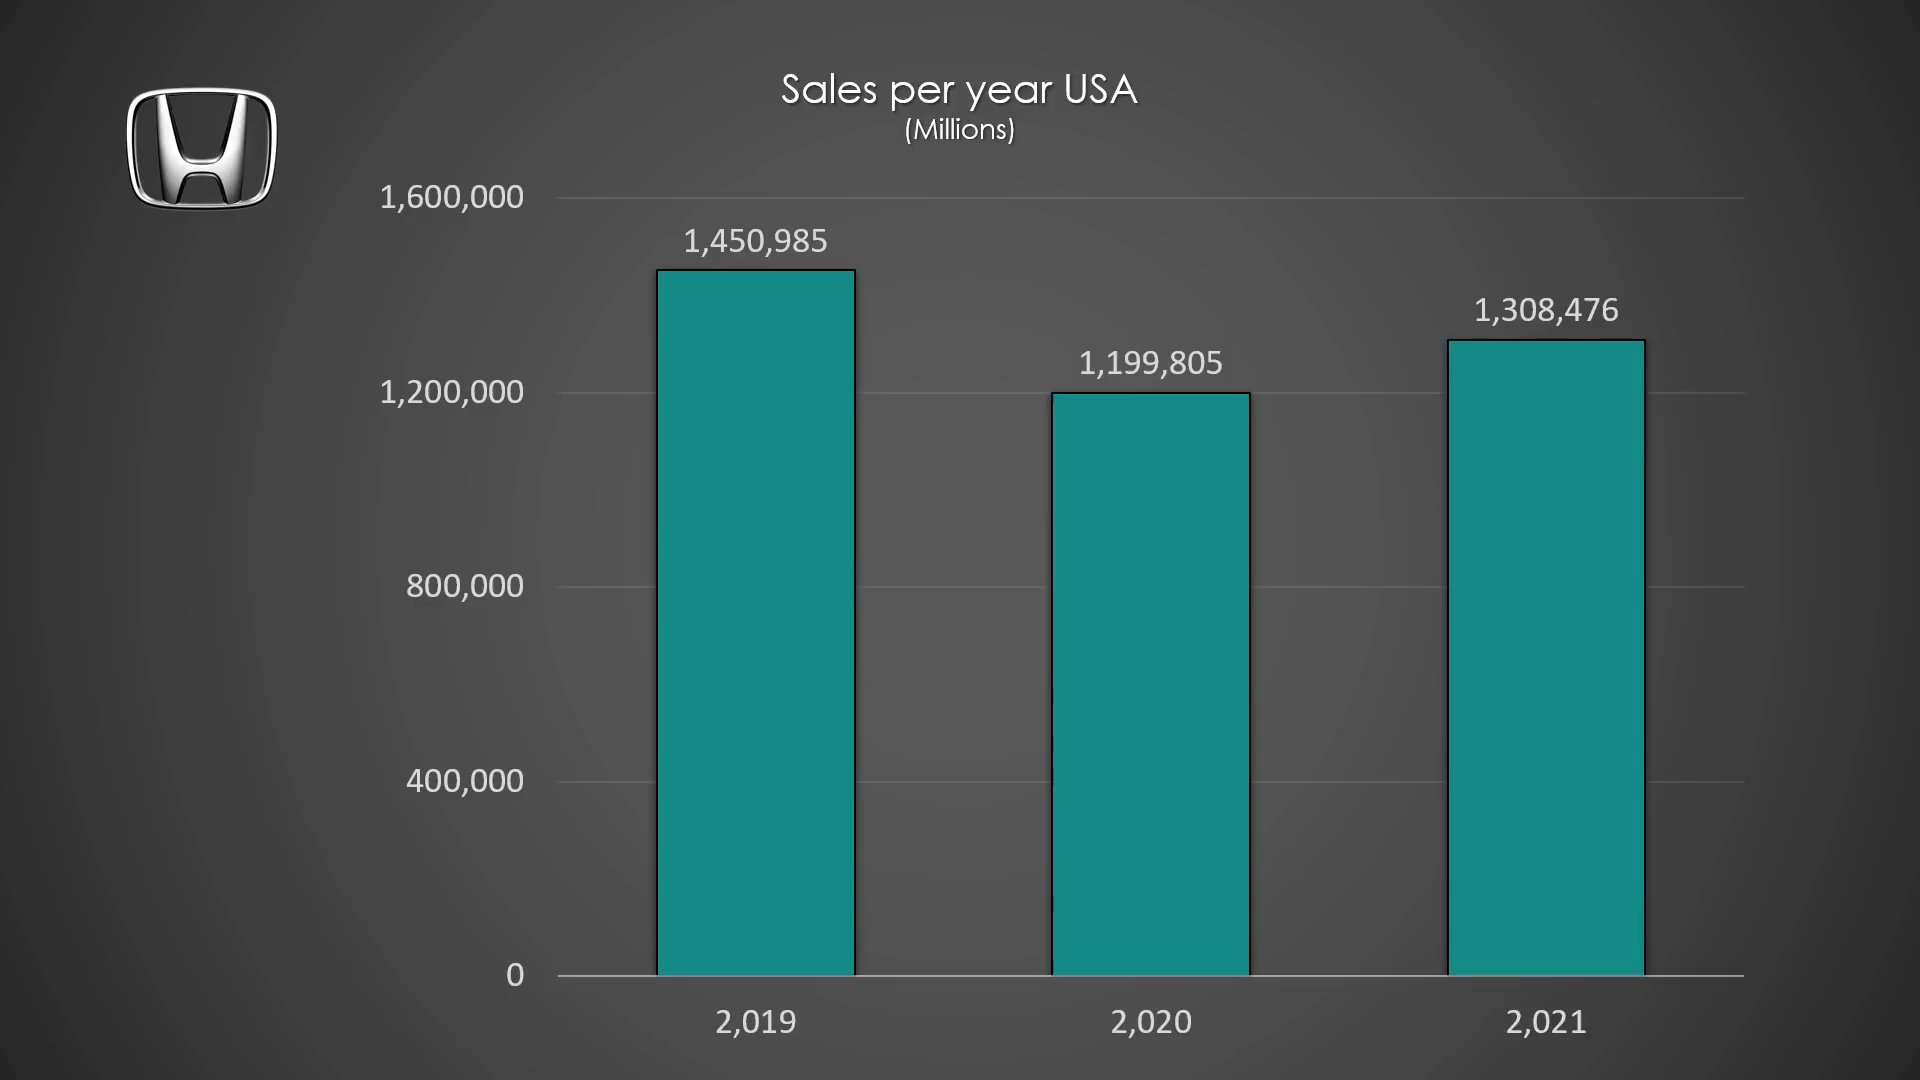 Sales per year USA
(Millions)
1,600,000
1,450,985
1,308,476
1,199,805
1,200,000
800,000
400,000
0
2,019 2,020 2,021